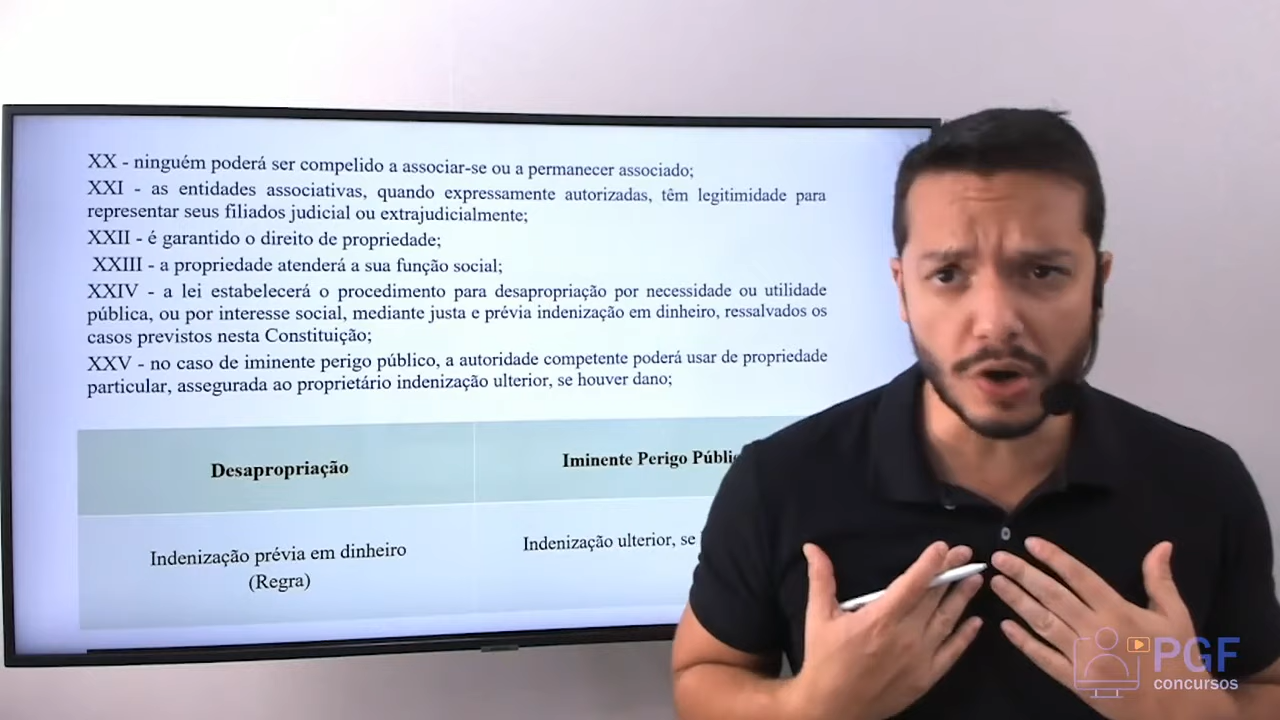 XX - ninguém poderá ser compelido a associar-se ou a permanecer associado;
XXI - as entidades associativas, quando expressamente autorizadas, têm legitimidade para
representar seus filiados judicial ou extrajudicialmente;
XXII - é garantido o direito de propriedade;
XXIII - a propriedade atenderá a sua função social;
XXIV - a lei estabelecerá o procedimento para desapropriação por necessidade ou utilidade
pública, ou por interesse social, mediante justa e prévia indenização em dinheiro, ressalvados os
casos previstos nesta Constituição;
XXV - no caso de iminente perigo público, a autoridade competente poderá usar de propriedade
particular, assegurada ao proprietário indenização ulterior, se houver dano;
Desapropriação
Iminente Perigo
Indenização prévia em dinheiro
(Regra)
Indenização ulterior, se
PGF
concursos